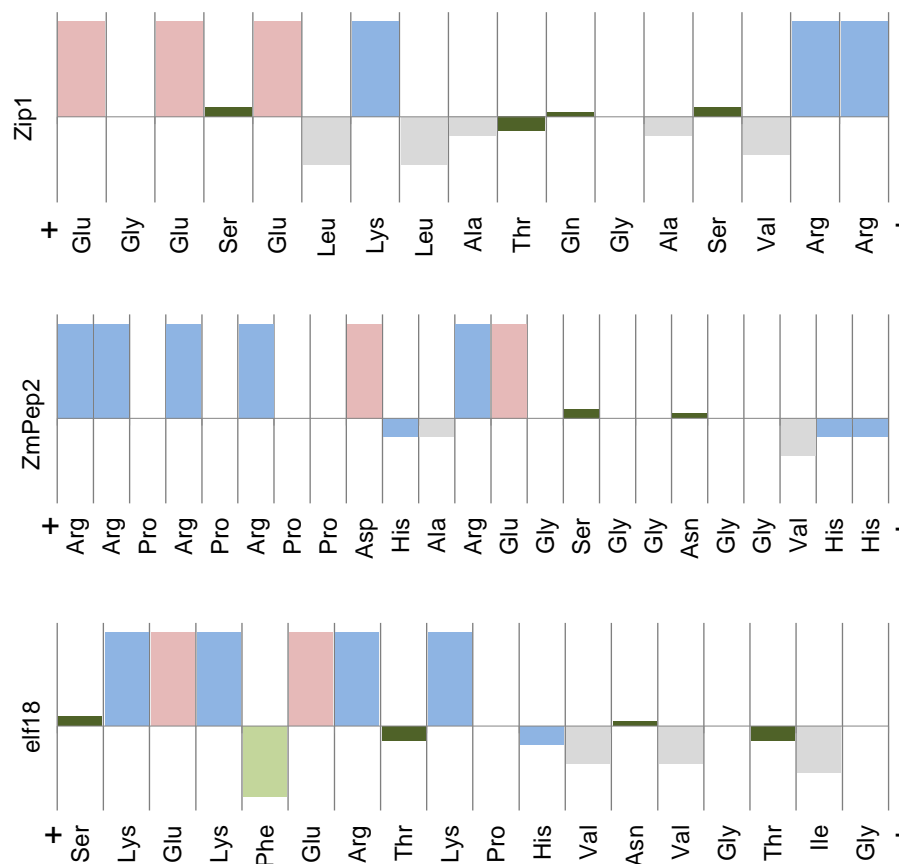 Zip1
+ Glu Gly Glu Ser Glu Leu Lys Leu Ala Thr Gln Gly Ala Ser Val Arg Arg -
ZmPep2
+ Arg Arg Pro Arg Pro Arg Pro Pro Asp His Ala Arg Glu Gly Ser Gly Gly Asn Gly Gly Val His His -
elf18
+ Ser Lys Glu Lys Phe Glu Arg Thr Lys Pro His Val Asn Val Gly Thr Ile Gly -